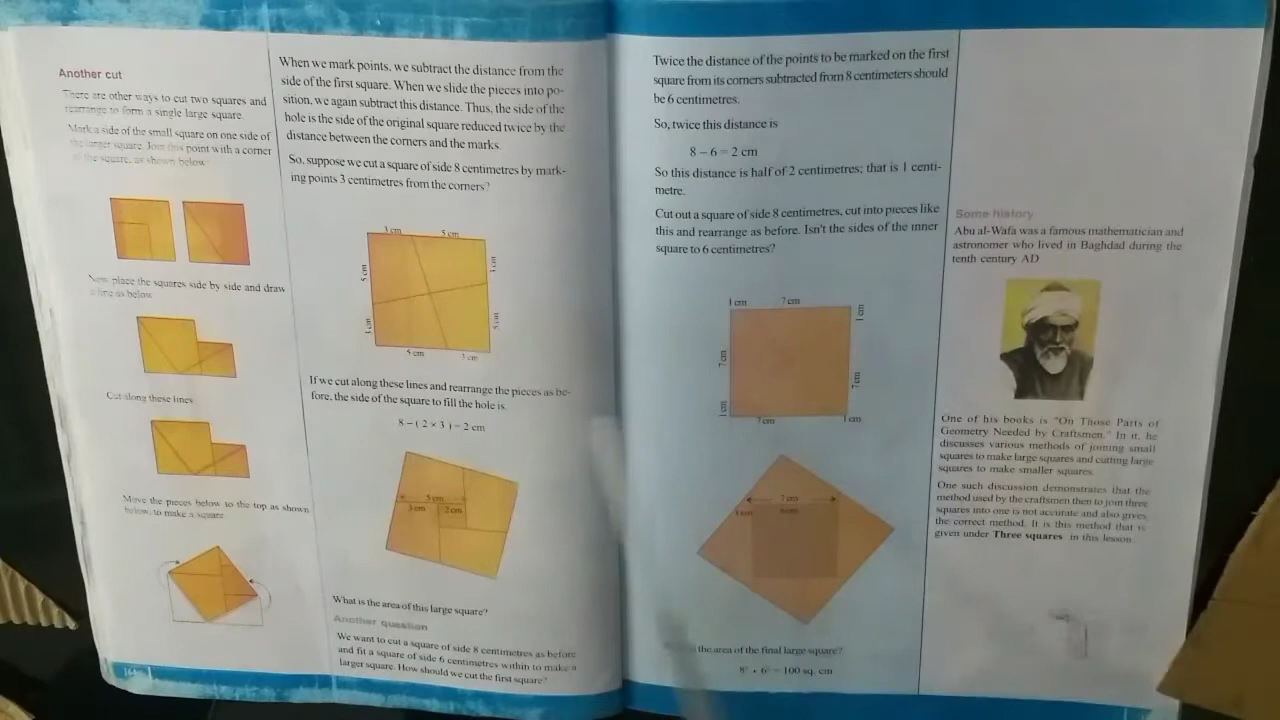 Another cut
There are other ways to cut two squares and
rearrange to form a single large square.
Mark a side of the small square on one side of
the larger square. Join this point with a corner
of the square, as shown below
Now place the squares side by side and draw
a line as below
Cut along these lines
Move the pieces below to the top as shown
below, to make a square
164
When we mark points, we subtract the distance from the
side of the first square. When we slide the pieces into po-
sition, we again subtract this distance. Thus, the side of the
hole is the side of the original square reduced twice by the
distance between the corners and the marks.
So, suppose we cut a square of side 8 centimetres by mark-
ing points 3 centimetres from the corners?
3 cm 5 cm
5 cm 3 cm
3 cm 5 cm
5 cm 3 cm
If we cut along these lines and rearrange the pieces as be-
fore, the side of the square to fill the hole is.
8 – ( 2 × 3 ) = 2 cm
5 cm
3 cm 2 cm
What is the area of this large square?
Another question
We want to cut a square of side 8 centimetres as before
and fit a square of side 6 centimetres within to make a
larger square. How should we cut the first square?
Twice the distance of the points to be marked on the first
square from its corners subtracted from 8 centimeters should
be 6 centimetres.
So, twice this distance is
8 – 6 = 2 cm
So this distance is half of 2 centimetres; that is 1 centi-
metre.
Cut out a square of side 8 centimetres, cut into pieces like
this and rearrange as before. Isn't the sides of the inner
square to 6 centimetres?
1 cm 7 cm
1 cm
7 cm 7 cm
1 cm
7 cm 1 cm
7 cm
1 cm 6 cm
the area of the final large square?
8² + 6² = 100 sq. cm
Some history
Abu al-Wafa was a famous mathematician and
astronomer who lived in Baghdad during the
tenth century AD
One of his books is "On Those Parts of
Geometry Needed by Craftsmen." In it, he
discusses various methods of joining small
squares to make large squares and cutting large
squares to make smaller squares.
One such discussion demonstrates that the
method used by the craftsmen then to join three
squares into one is not accurate and also gives
the correct method. It is this method that is
given under Three squares in this lesson.